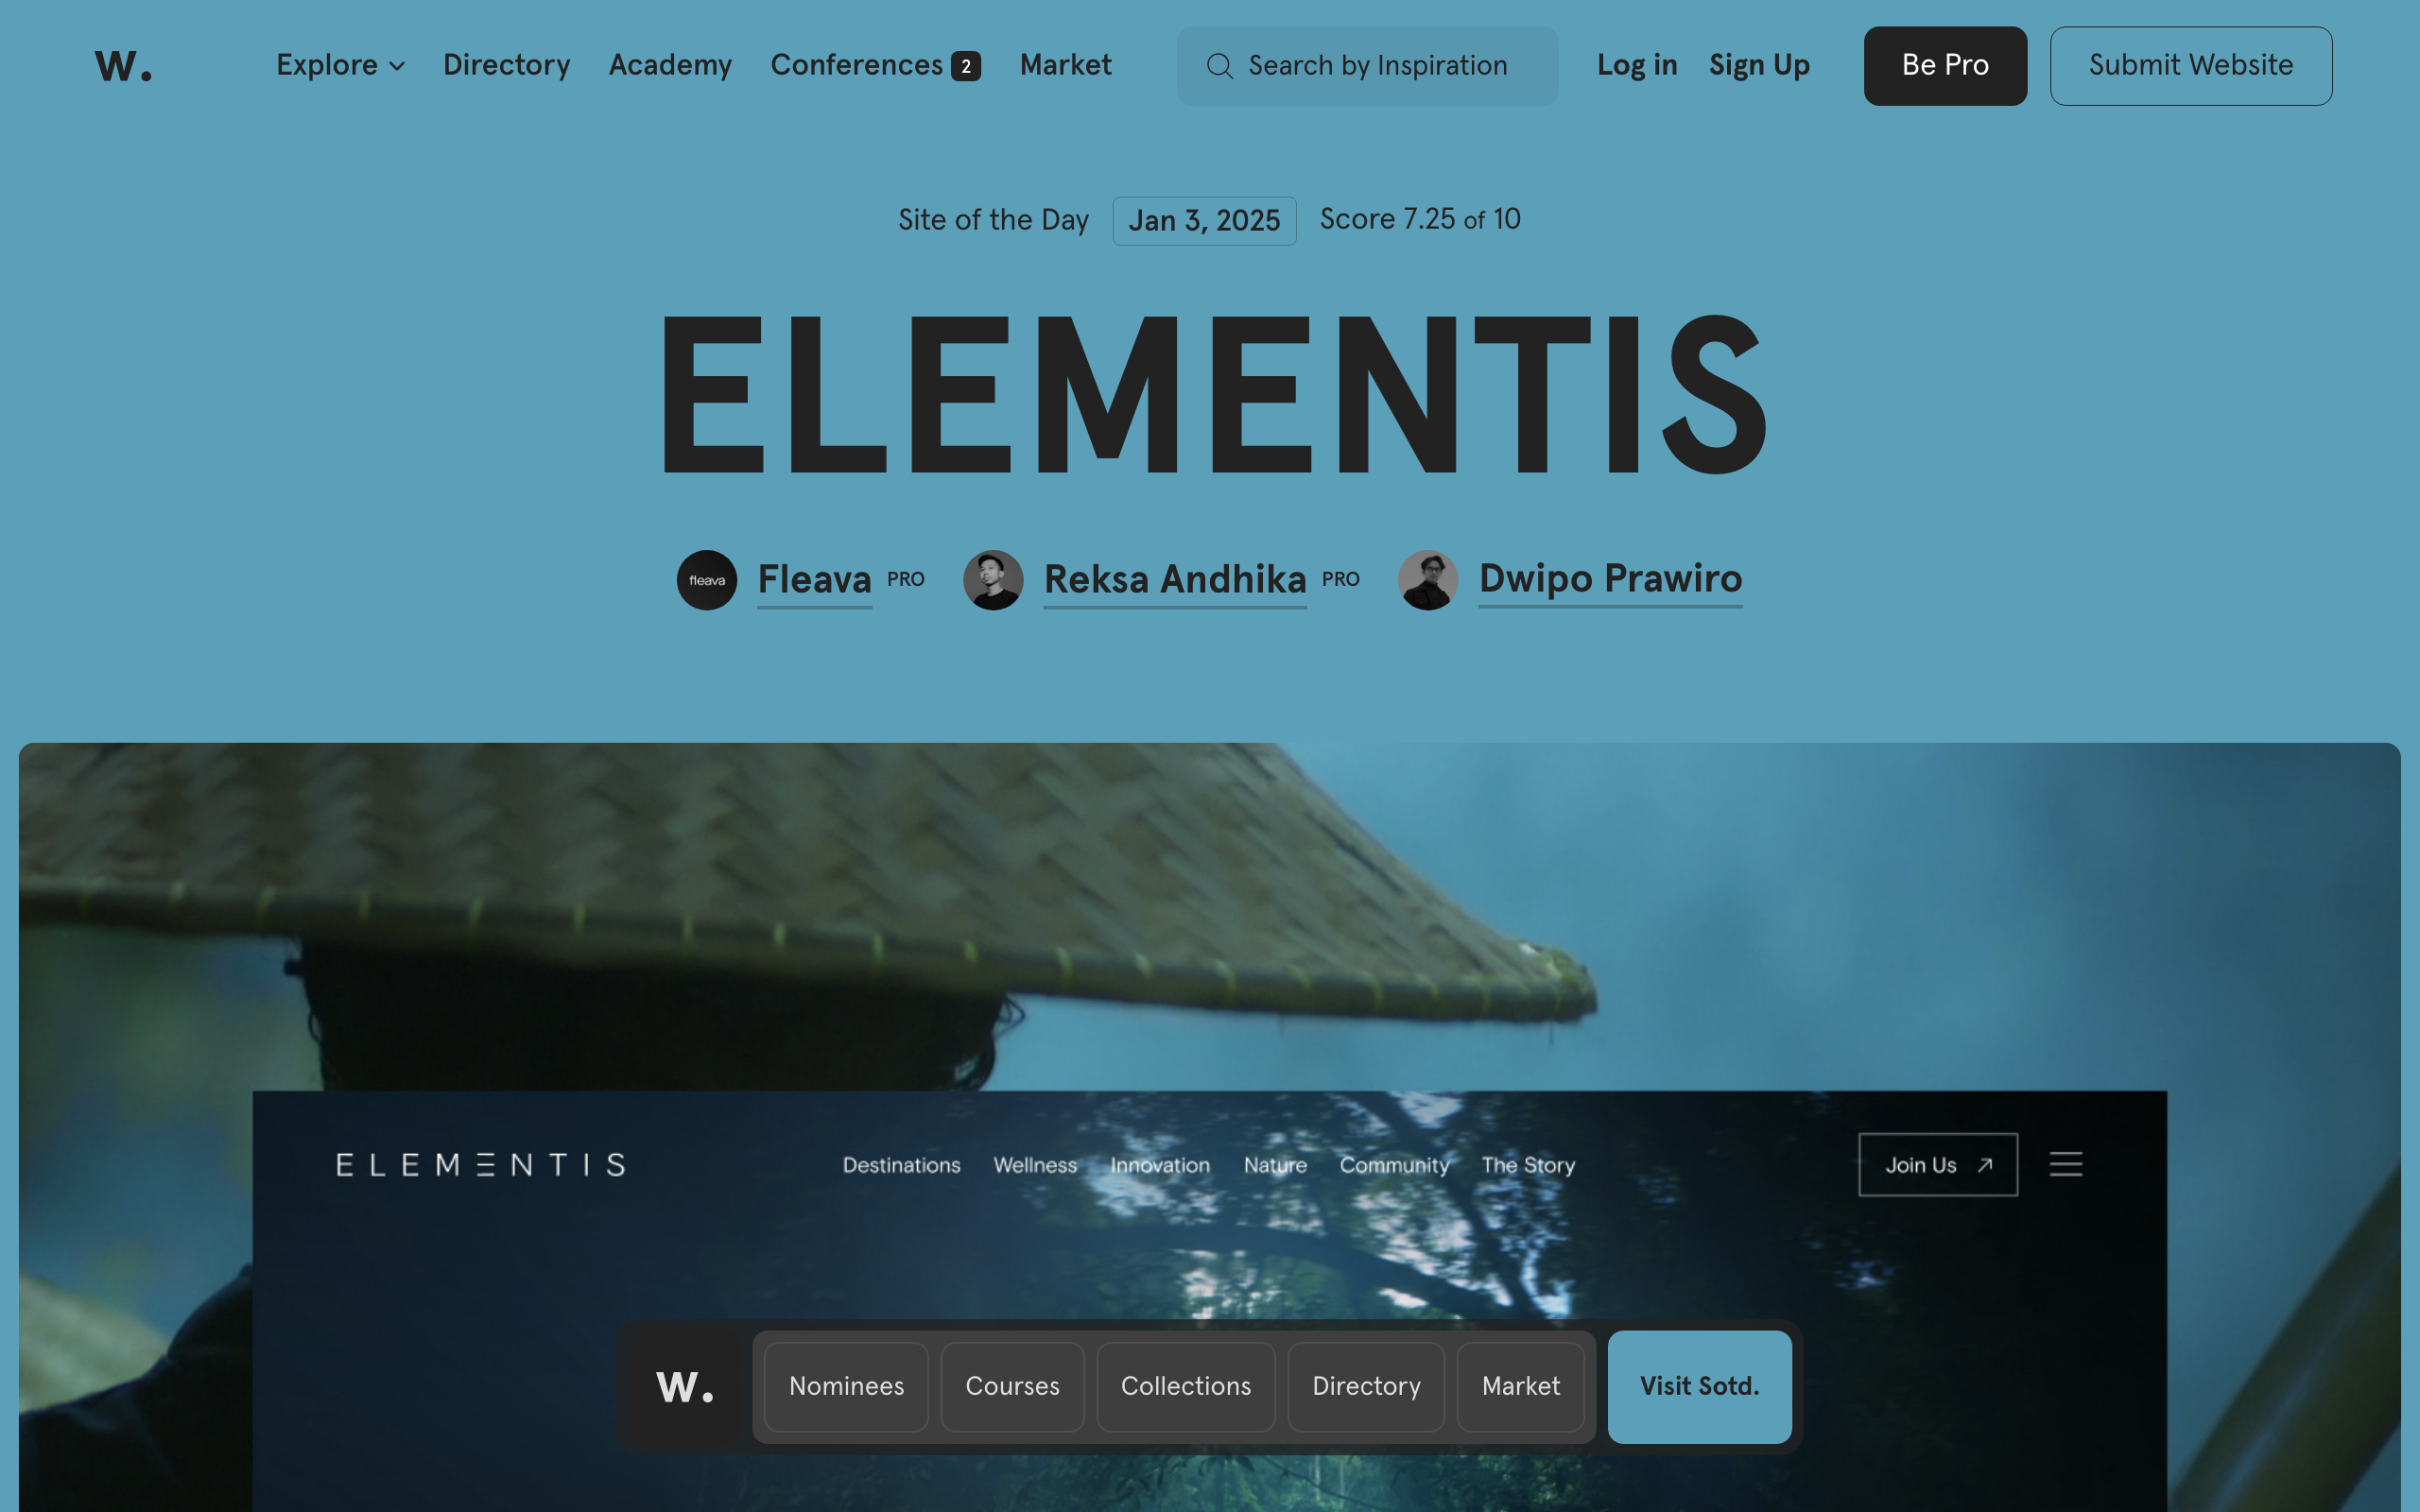 w. Explore Directory Academy Conferences 2 Market Search by Inspiration Log in Sign Up Be Pro Submit Website
Site of the Day Jan 3, 2025 Score 7.25 of 10
ELEMENTIS
fleava Fleava PRO Reksa Andhika PRO Dwipo Prawiro
ELEMENTIS Destinations Wellness Innovation Nature Community The Story Join Us
w. Nominees Courses Collections Directory Market Visit Sotd.